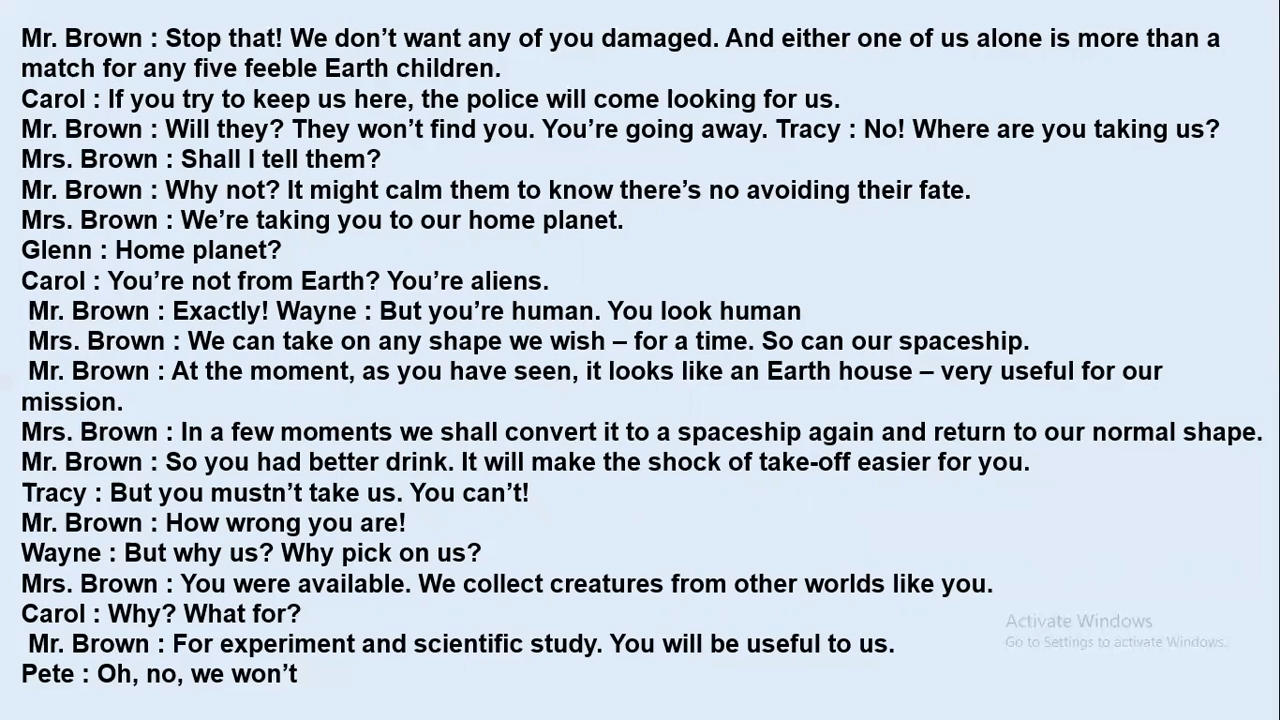 Mr. Brown : Stop that! We don’t want any of you damaged. And either one of us alone is more than a
match for any five feeble Earth children.
Carol : If you try to keep us here, the police will come looking for us.
Mr. Brown : Will they? They won’t find you. You’re going away. Tracy : No! Where are you taking us?
Mrs. Brown : Shall I tell them?
Mr. Brown : Why not? It might calm them to know there’s no avoiding their fate.
Mrs. Brown : We’re taking you to our home planet.
Glenn : Home planet?
Carol : You’re not from Earth? You’re aliens.
Mr. Brown : Exactly! Wayne : But you’re human. You look human
Mrs. Brown : We can take on any shape we wish – for a time. So can our spaceship.
Mr. Brown : At the moment, as you have seen, it looks like an Earth house – very useful for our
mission.
Mrs. Brown : In a few moments we shall convert it to a spaceship again and return to our normal shape.
Mr. Brown : So you had better drink. It will make the shock of take-off easier for you.
Tracy : But you mustn’t take us. You can’t!
Mr. Brown : How wrong you are!
Wayne : But why us? Why pick on us?
Mrs. Brown : You were available. We collect creatures from other worlds like you.
Carol : Why? What for?
Mr. Brown : For experiment and scientific study. You will be useful to us.
Pete : Oh, no, we won’t
Activate Windows
Go to Settings to activate Windows.